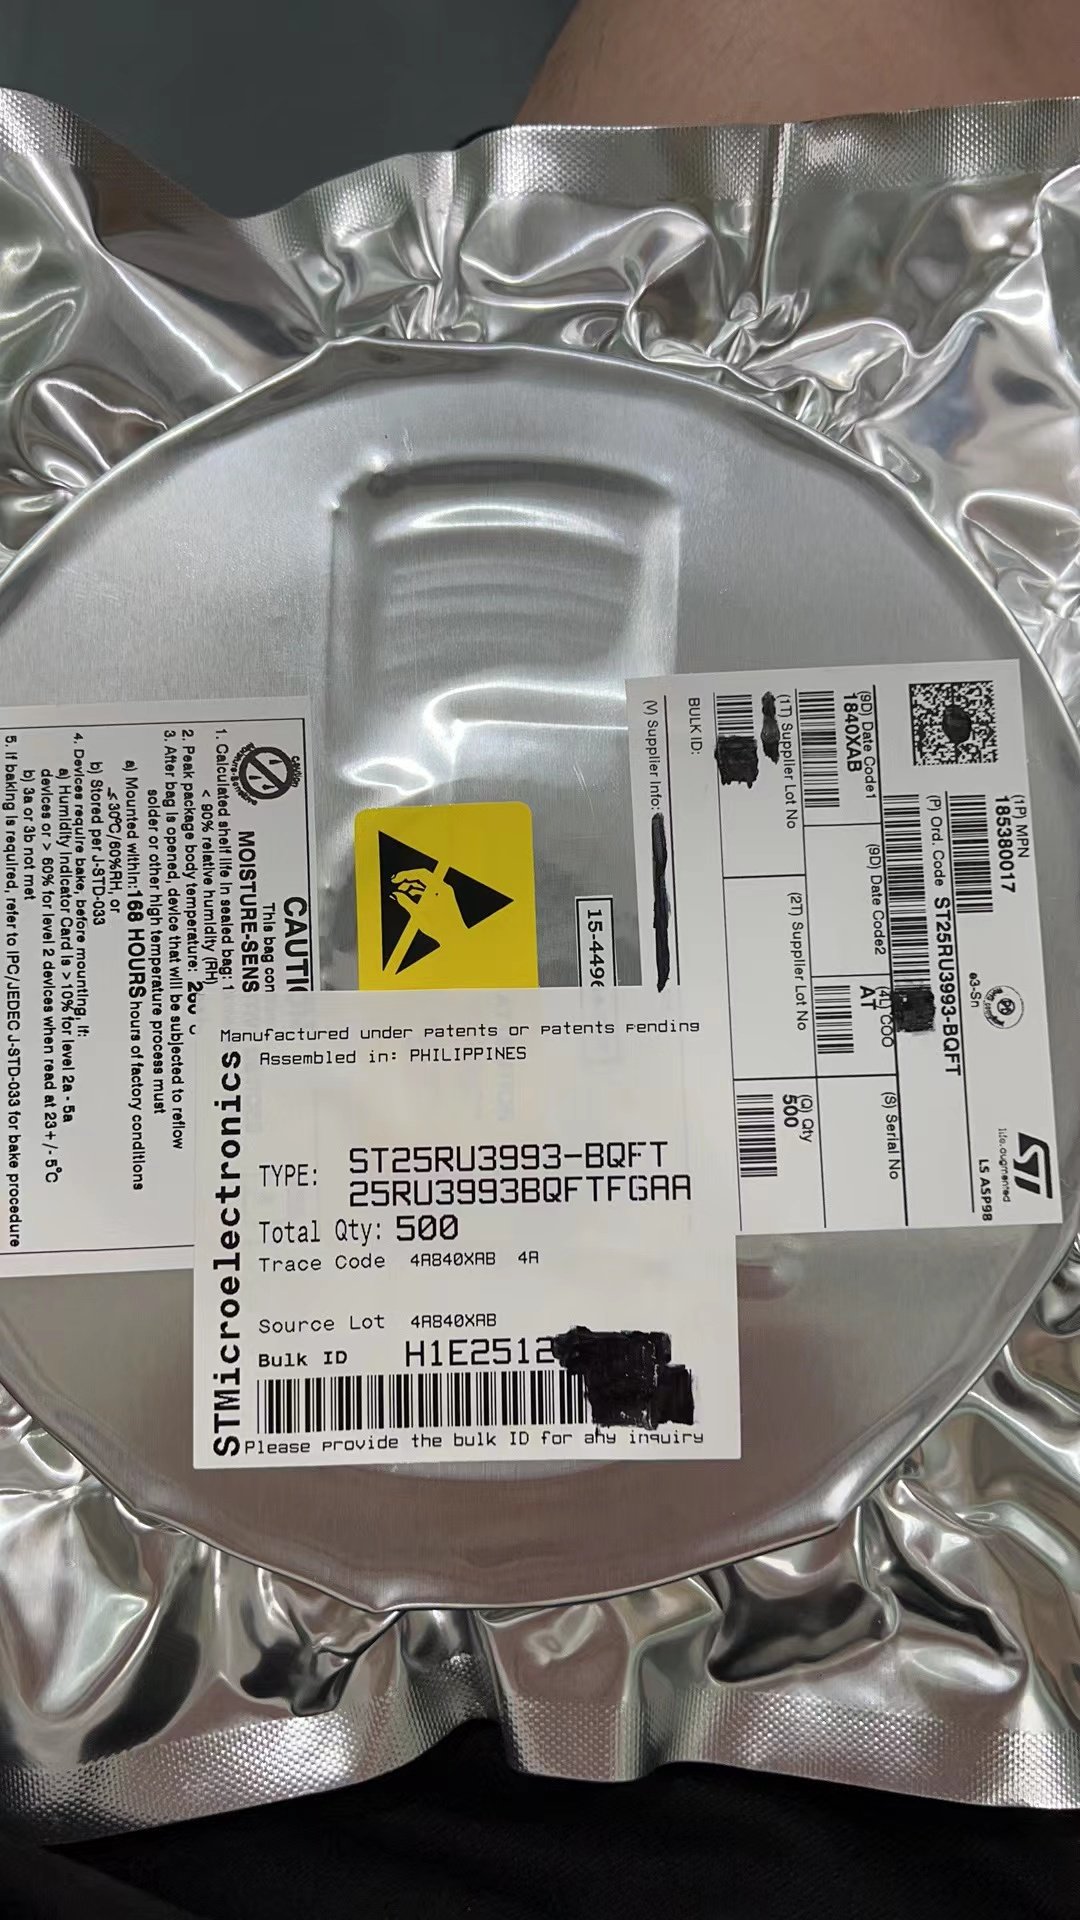 (1P) MPN
185380017
e3-Sn
ST
life.augmented
LS ASP98
(P) Ord. Code ST25RU3993-BQFT
(9D) Date Code1
1840XAB
(9D) Date Code2
(4L) COO
AT
(S) Serial No
(1T) Supplier Lot No
(2T) Supplier Lot No
(Q) Qty
500
BULK ID:
(V) Supplier Info:
15-449
CAUTI
This bag con
MOISTURE-SENS
1. Calculated shelf life in sealed bag: 1
< 90% relative humidity (RH)
2. Peak package body temperature:
3. After bag is opened, device that will be subjected to reflow
solder or other high temperature process must
a) Mounted within: 168 HOURS hours of factory conditions
≤ 30°C/60%RH, or
b) Stored per J-STD-033
4. Devices require bake, before mounting, if:
a) Humidity Indicator Card is > 10% for level 2a - 5a
devices or > 60% for level 2 devices when read at 23+/- 5°C
b) 3a or 3b not met
5. If baking is required, refer to IPC/JEDEC J-STD-033 for bake procedure
Manufactured under Patents or Patents Pending
Assembled in: PHILIPPINES
STMicroelectronics
TYPE: ST25RU3993-BQFT
25RU3993BQFTFGAA
Total Qty: 500
Trace Code 4A840XAB 4A
Source Lot 4A840XAB
Bulk ID H1E2512
Please Provide the bulk ID for any inquiry